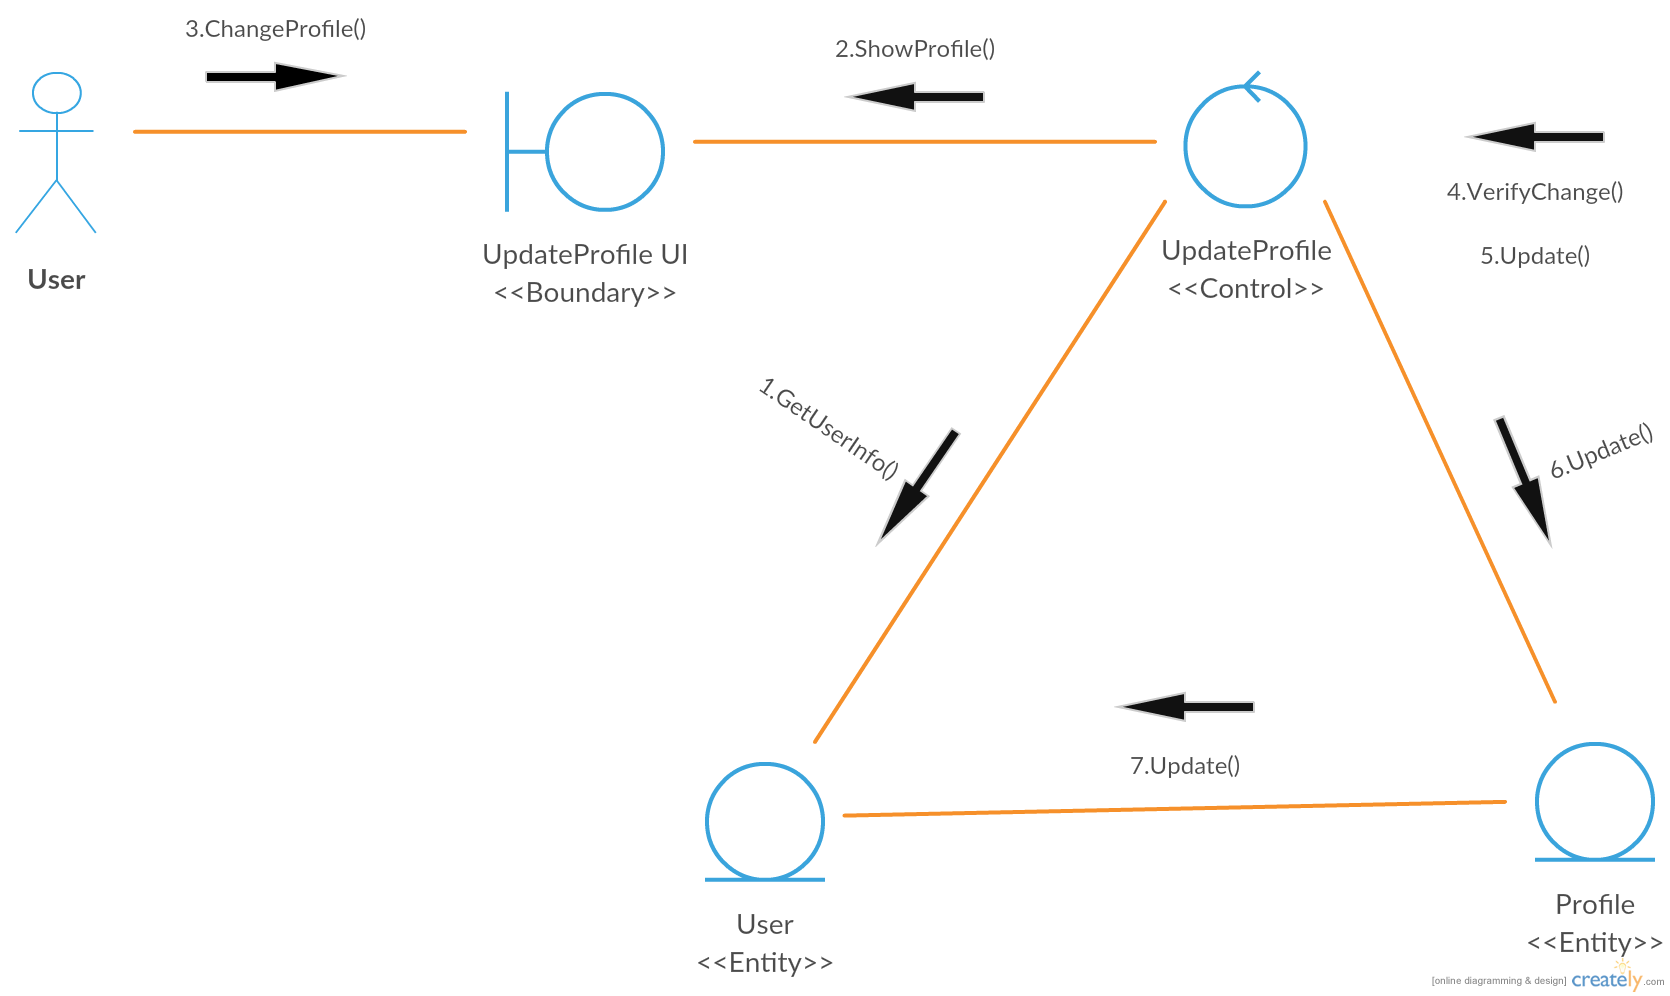 3.ChangeProfile()
2.ShowProfile()
4.VerifyChange()
5.Update()
User
UpdateProfile UI
<<Boundary>>
UpdateProfile
<<Control>>
1.GetUserInfo()
6.Update()
7.Update()
User
<<Entity>>
Profile
<<Entity>>
[online diagramming & design] creately.com